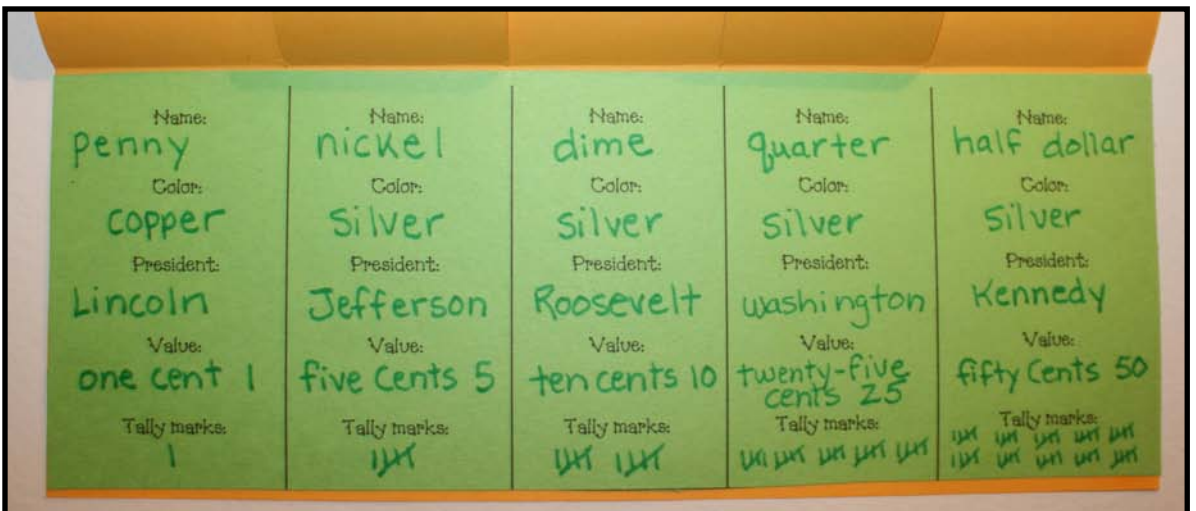 Name:
penny
Color:
copper
President:
Lincoln
Value:
one cent 1
Tally marks:
Name:
nickel
Color:
Silver
President:
Jefferson
Value:
five cents 5
Tally marks:
Name:
dime
Color:
silver
President:
Roosevelt
Value:
ten cents 10
Tally marks:
Name:
quarter
Color:
silver
President:
washington
Value:
twenty-five
cents 25
Tally marks:
Name:
half dollar
Color:
silver
President:
Kennedy
Value:
fifty cents 50
Tally marks: